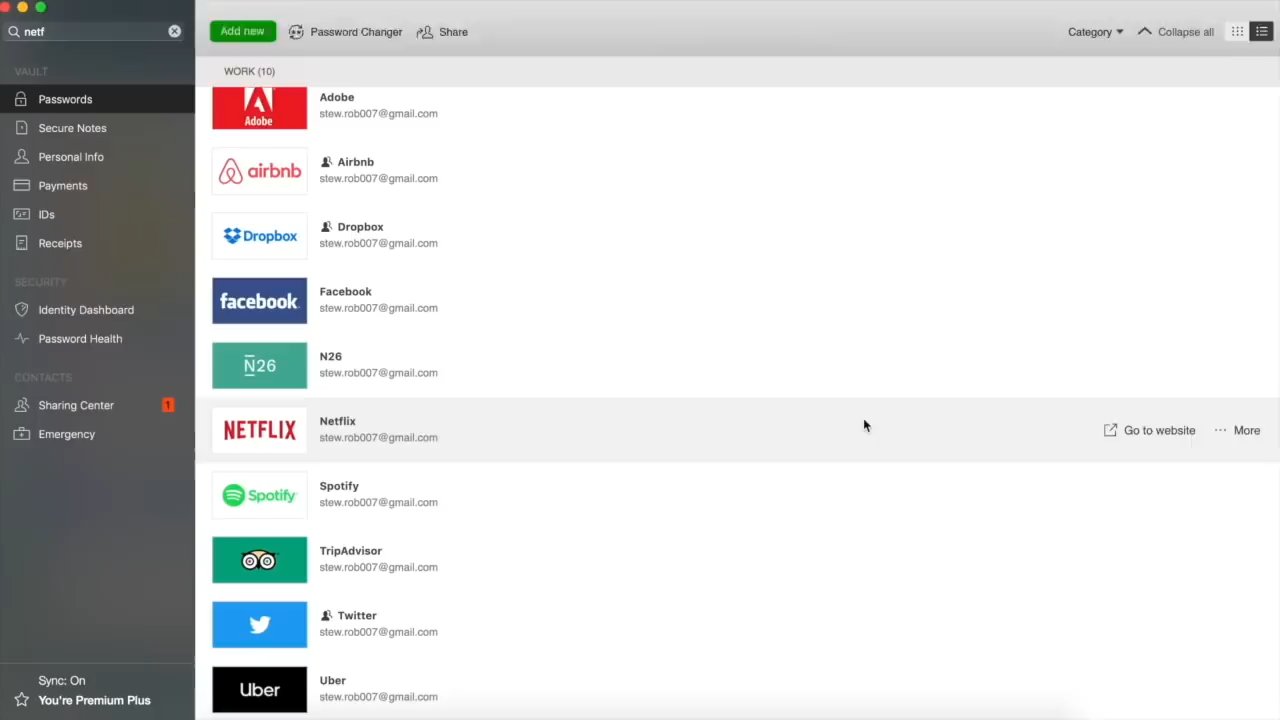 netf
VAULT
Passwords
Secure Notes
Personal Info
Payments
IDs
Receipts
SECURITY
Identity Dashboard
Password Health
CONTACTS
Sharing Center 1
Emergency
Sync: On
You're Premium Plus
Add new Password Changer Share Category Collapse all
WORK (10)
Adobe
Adobe
stew.rob007@gmail.com
airbnb
Airbnb
stew.rob007@gmail.com
Dropbox
Dropbox
stew.rob007@gmail.com
facebook
Facebook
stew.rob007@gmail.com
N26
N26
stew.rob007@gmail.com
NETFLIX
Netflix
stew.rob007@gmail.com
Go to website ··· More
Spotify
Spotify
stew.rob007@gmail.com
TripAdvisor
stew.rob007@gmail.com
Twitter
stew.rob007@gmail.com
Uber
Uber
stew.rob007@gmail.com